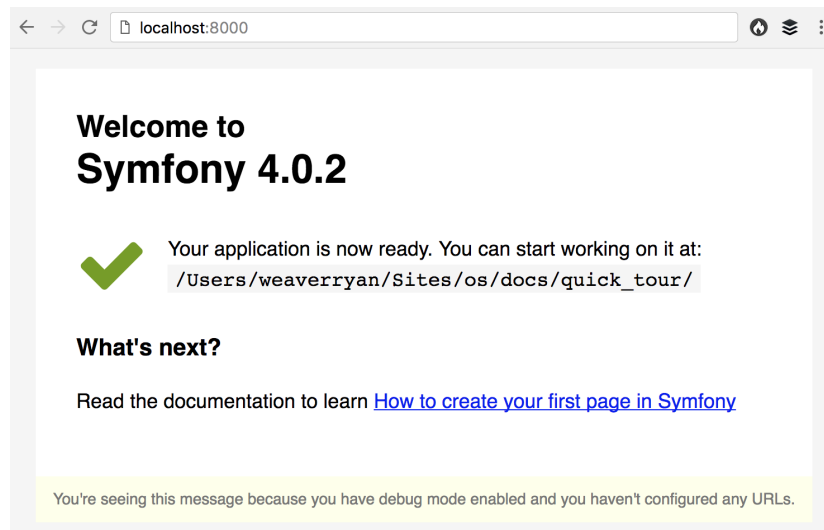 localhost:8000
Welcome to
Symfony 4.0.2
Your application is now ready. You can start working on it at:
/Users/weaverryan/Sites/os/docs/quick_tour/
What's next?
Read the documentation to learn How to create your first page in Symfony
You're seeing this message because you have debug mode enabled and you haven't configured any URLs.